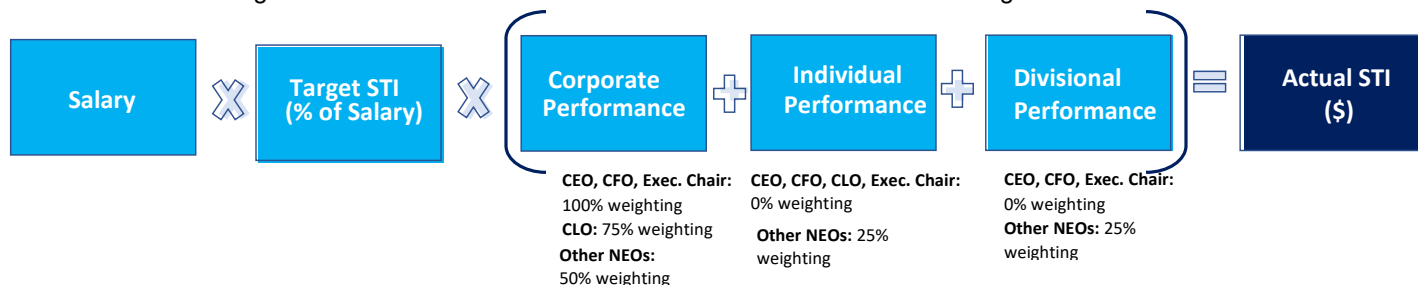 Salary
Target STI
(% of Salary)
Corporate
Performance
Individual
Performance
Divisional
Performance
Actual STI
($)
CEO, CFO, Exec. Chair:
100% weighting
CLO: 75% weighting
Other NEOs:
50% weighting
CEO, CFO, CLO, Exec. Chair:
0% weighting
Other NEOs: 25%
weighting
CEO, CFO, Exec. Chair:
0% weighting
Other NEOs: 25%
weighting